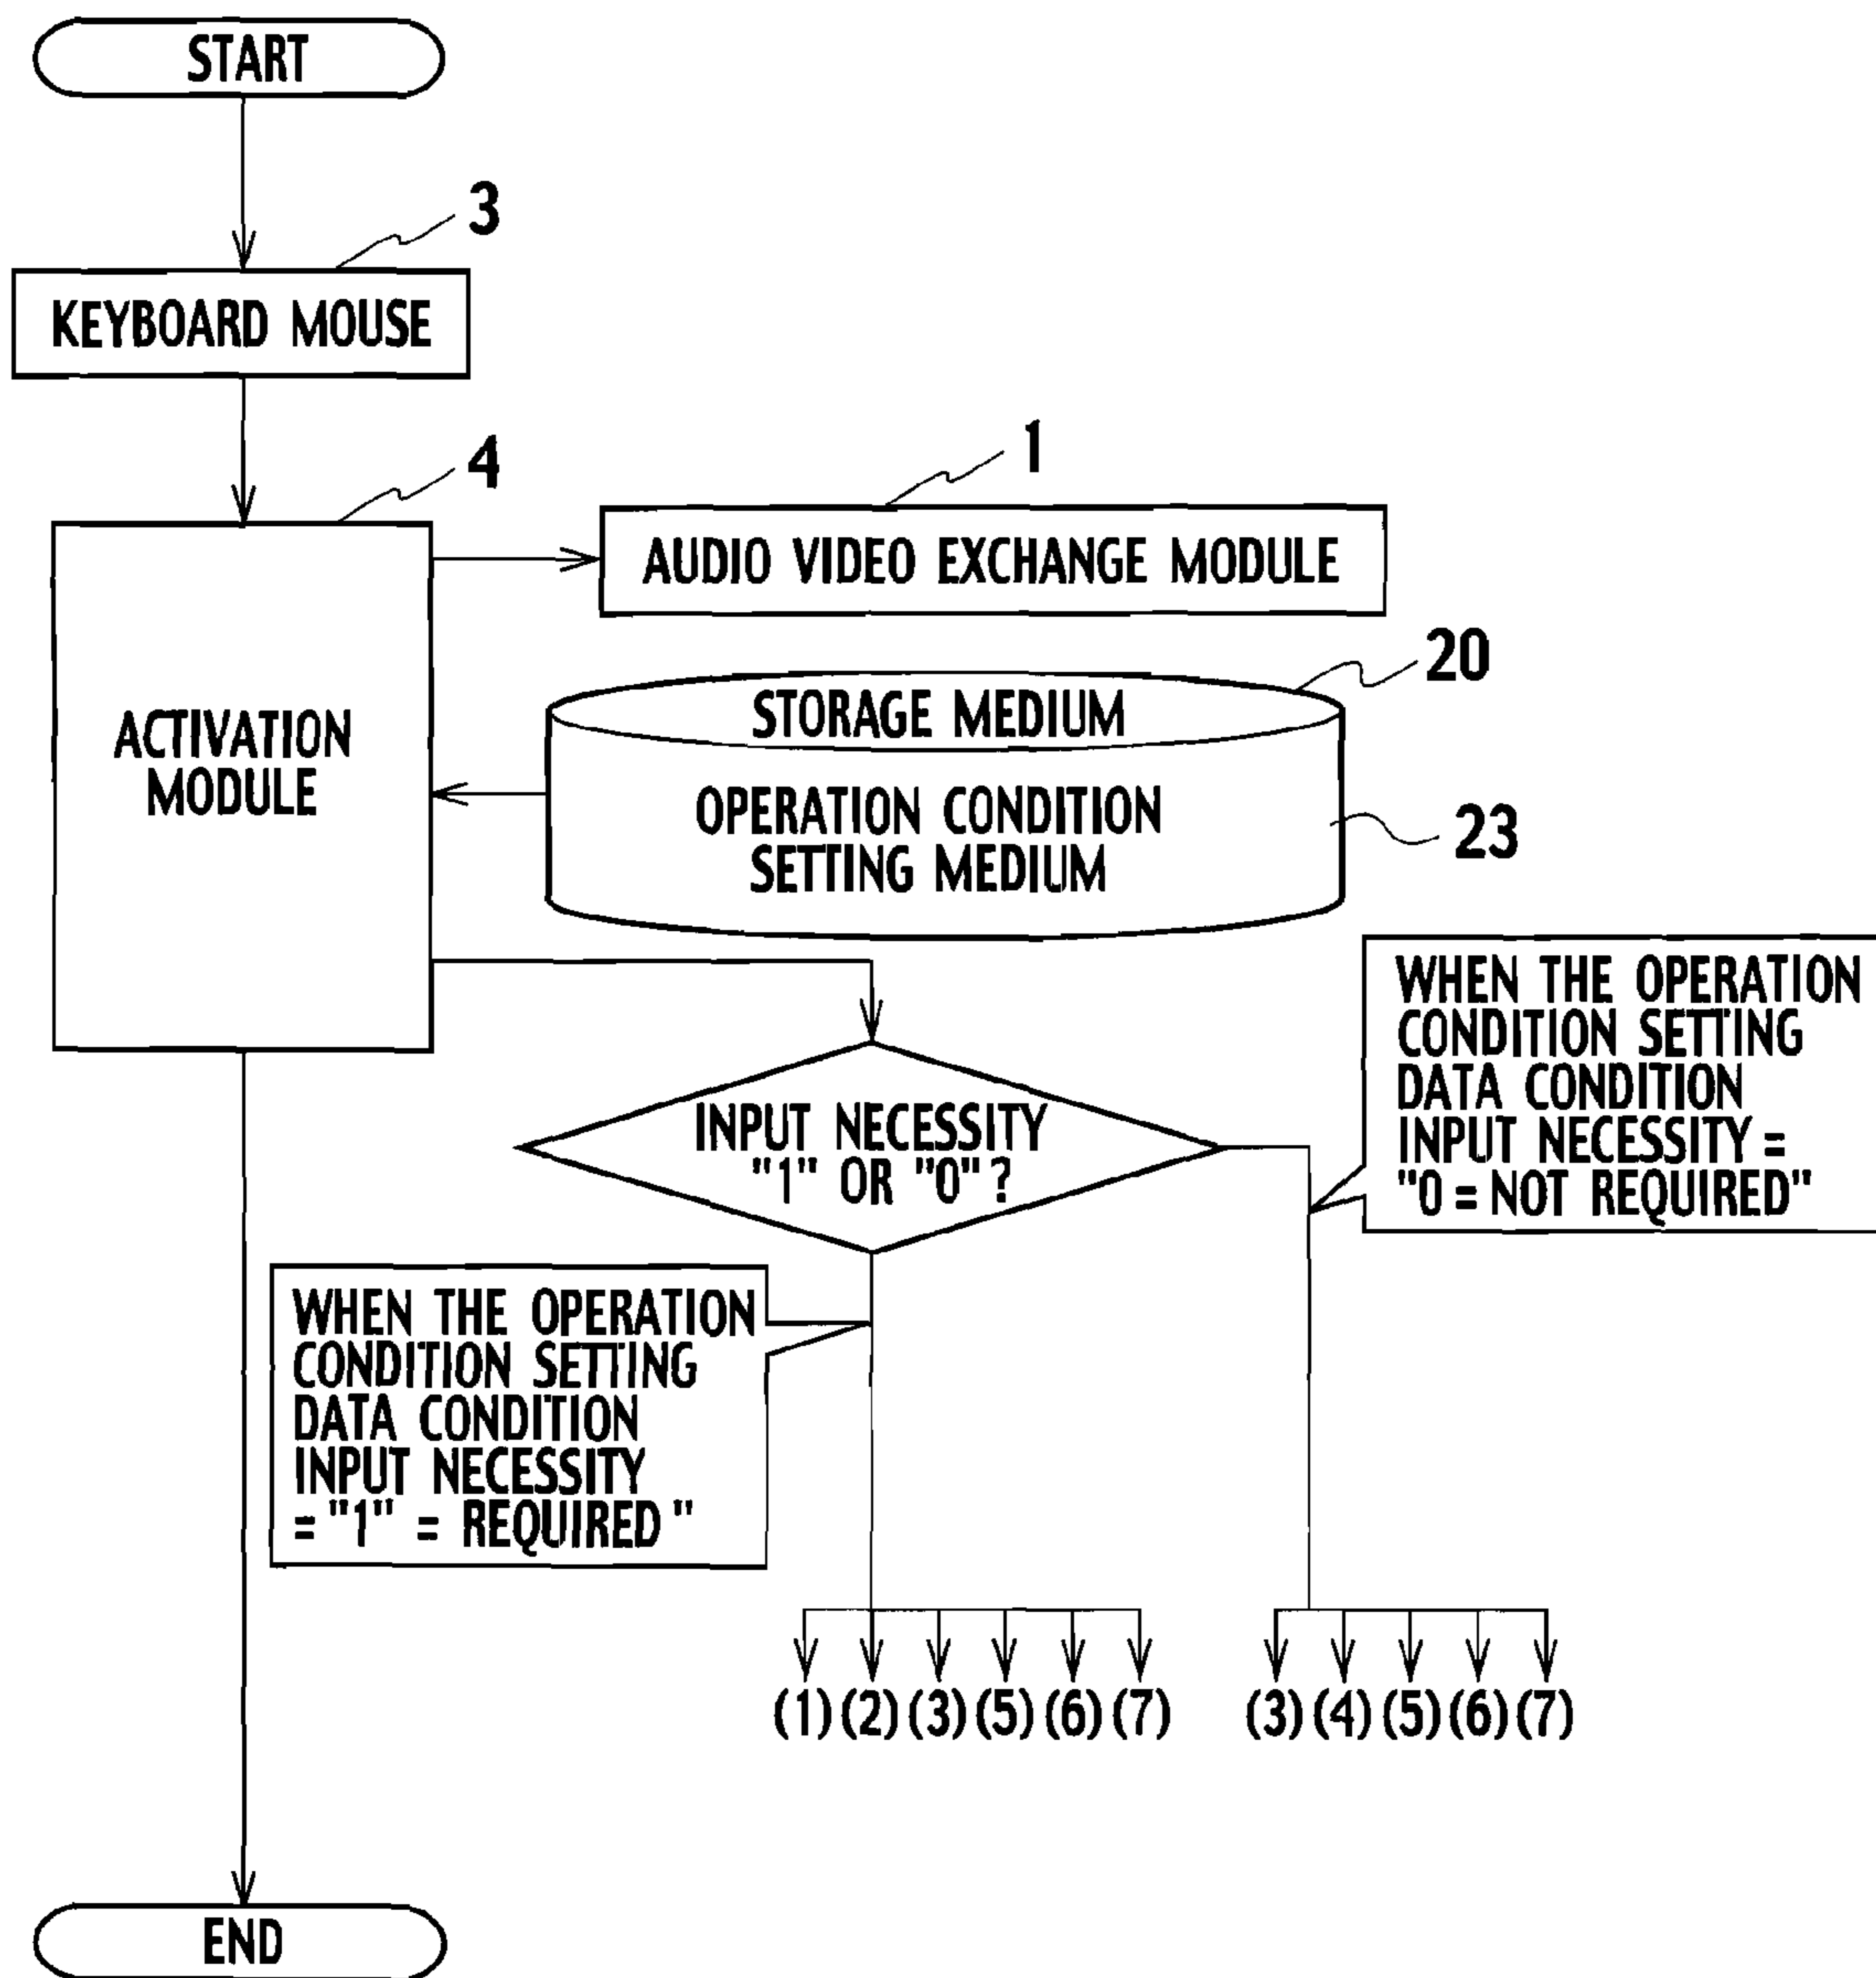 START
3
KEYBOARD MOUSE
4
1
AUDIO VIDEO EXCHANGE MODULE
20
STORAGE MEDIUM
ACTIVATION
MODULE
OPERATION CONDITION
SETTING MEDIUM
23
WHEN THE OPERATION
CONDITION SETTING
DATA CONDITION
INPUT NECESSITY =
"0 = NOT REQUIRED"
INPUT NECESSITY
"1" OR "0" ?
WHEN THE OPERATION
CONDITION SETTING
DATA CONDITION
INPUT NECESSITY
= "1" = REQUIRED "
(1) (2) (3) (5) (6) (7)
(3) (4) (5) (6) (7)
END